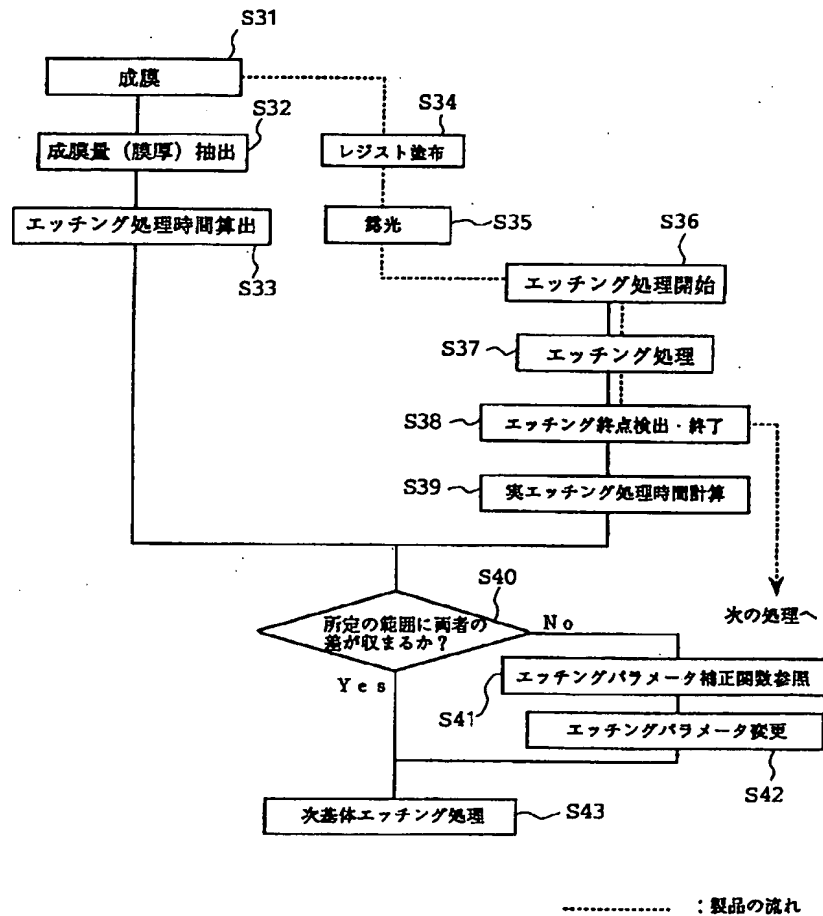 S31
成膜
S32
S34
成膜量(膜厚)抽出
レジスト塗布
エッチング処理時間算出
S33
露光
S35
S36
エッチング処理開始
S37
エッチング処理
S38
エッチング終点検出・終了
S39
実エッチング処理時間計算
S40
次の処理へ
所定の範囲に両者の
差が収まるか?
No
Yes
エッチングパラメータ補正関数参照
S41
エッチングパラメータ変更
S42
次基体エッチング処理
S43
:製品の流れ